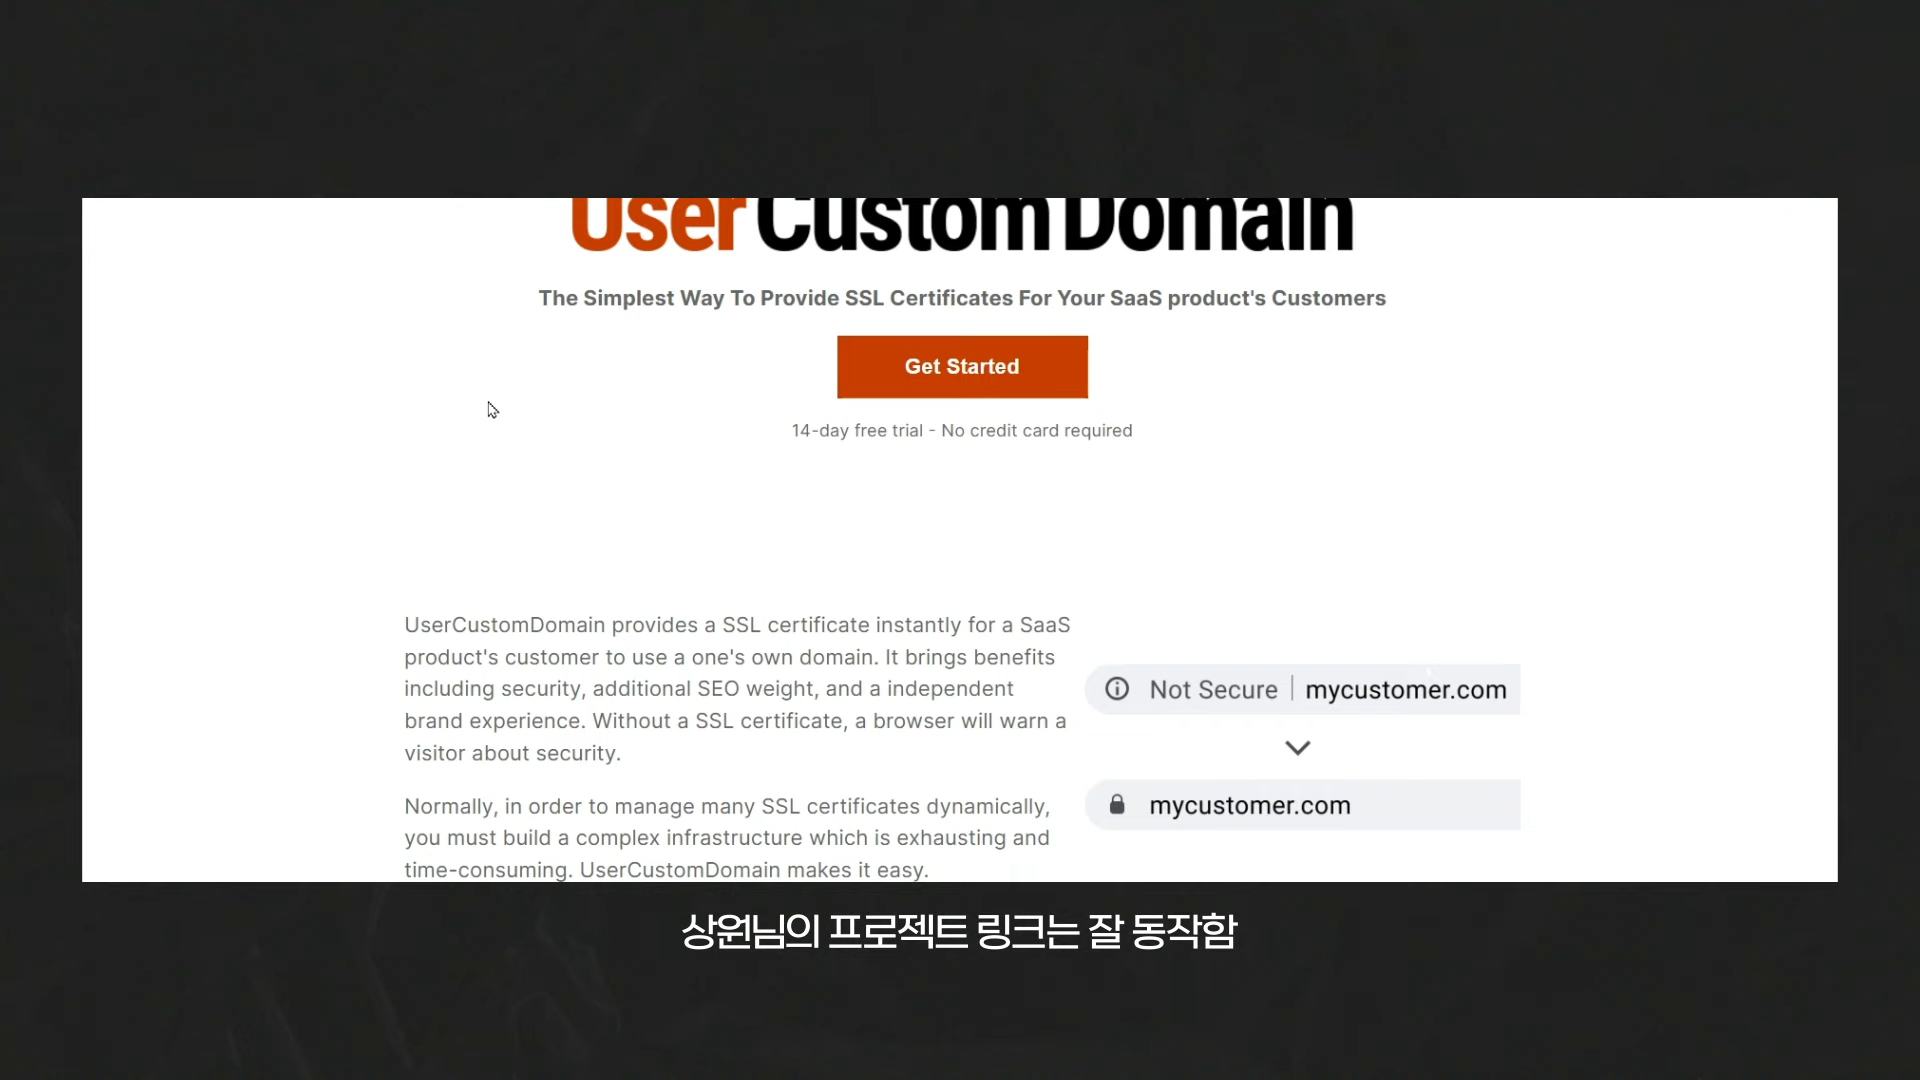 User Custom Domain
The Simplest Way To Provide SSL Certificates For Your SaaS product's Customers
Get Started
14-day free trial - No credit card required
UserCustomDomain provides a SSL certificate instantly for a SaaS
product's customer to use a one's own domain. It brings benefits
including security, additional SEO weight, and a independent
brand experience. Without a SSL certificate, a browser will warn a
visitor about security.
Normally, in order to manage many SSL certificates dynamically,
you must build a complex infrastructure which is exhausting and
time-consuming. UserCustomDomain makes it easy.
Not Secure | mycustomer.com
mycustomer.com
상원님의 프로젝트 링크는 잘 동작함